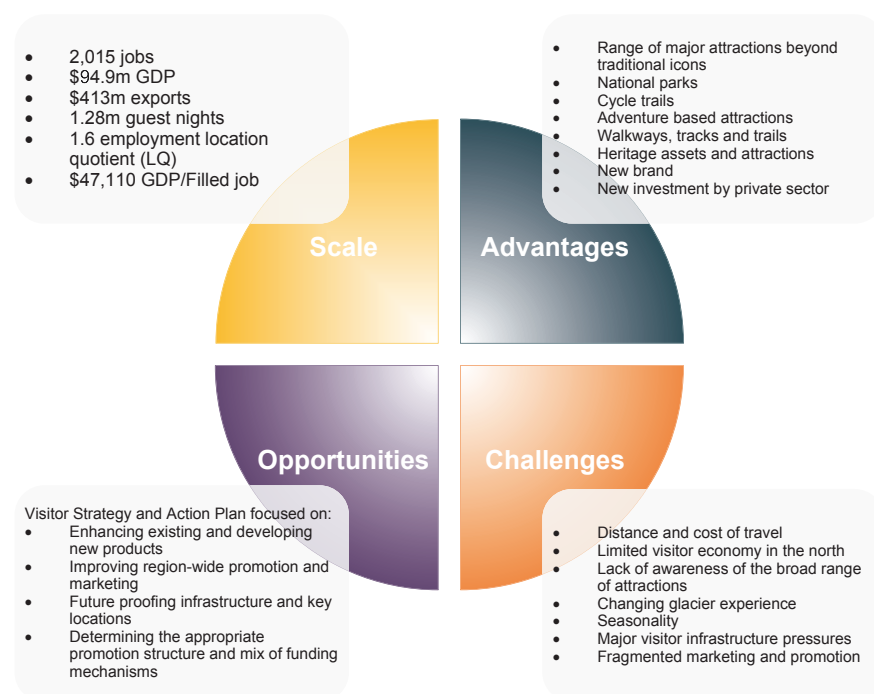 • 2,015 jobs
• $94.9m GDP
• $413m exports
• 1.28m guest nights
• 1.6 employment location
quotient (LQ)
• $47,110 GDP/Filled job
Scale
• Range of major attractions beyond
traditional icons
• National parks
• Cycle trails
• Adventure based attractions
• Walkways, tracks and trails
• Heritage assets and attractions
• New brand
• New investment by private sector
Advantages
Opportunities
Visitor Strategy and Action Plan focused on:
• Enhancing existing and developing
new products
• Improving region-wide promotion and
marketing
• Future proofing infrastructure and key
locations
• Determining the appropriate
promotion structure and mix of funding
mechanisms
Challenges
• Distance and cost of travel
• Limited visitor economy in the north
• Lack of awareness of the broad range
of attractions
• Changing glacier experience
• Seasonality
• Major visitor infrastructure pressures
• Fragmented marketing and promotion